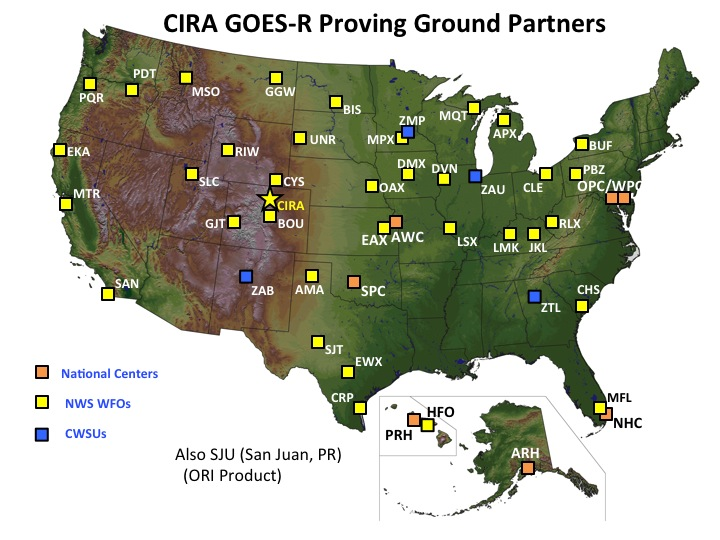 CIRA GOES-R Proving Ground Partners
PDT
PQR
MSO
GGW
BIS
ZMP
MQT
APX
UNR
MPX
BUF
EKA
RIW
DMX
DVN
PBZ
SLC
CYS
OAX
ZAU
CLE
OPC/WPC
MTR
CIRA
GJT
BOU
EAX
AWC
LSX
LMK
JKL
RLX
SAN
ZAB
AMA
SPC
CHS
ZTL
SJT
EWX
National Centers
CRP
MFL
NWS WFOs
HFO
NHC
CWSUs
PRH
Also SJU (San Juan, PR)
(ORI Product)
ARH